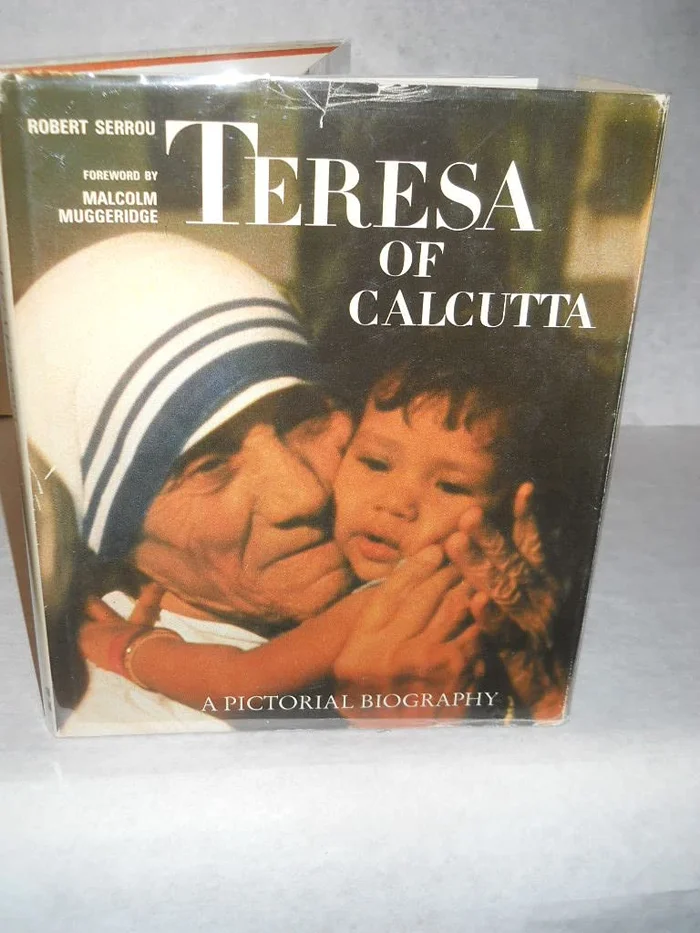 ROBERT SERROU
FOREWORD BY
MALCOLM
MUGGERIDGE
TERESA
OF
CALCUTTA
A PICTORIAL BIOGRAPHY